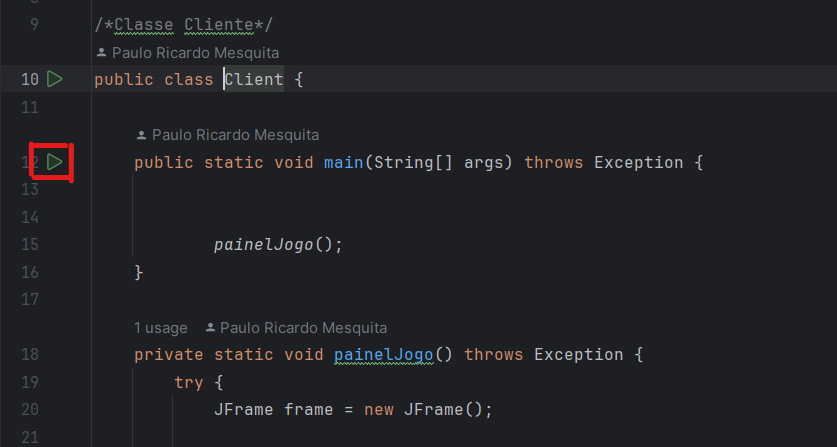 9 /*Classe Cliente*/
Paulo Ricardo Mesquita
10 public class Client {
11
Paulo Ricardo Mesquita
12 public static void main(String[] args) throws Exception {
13
14
15 painelJogo();
16 }
17
1 usage Paulo Ricardo Mesquita
18 private static void painelJogo() throws Exception {
19 try {
20 JFrame frame = new JFrame();
21